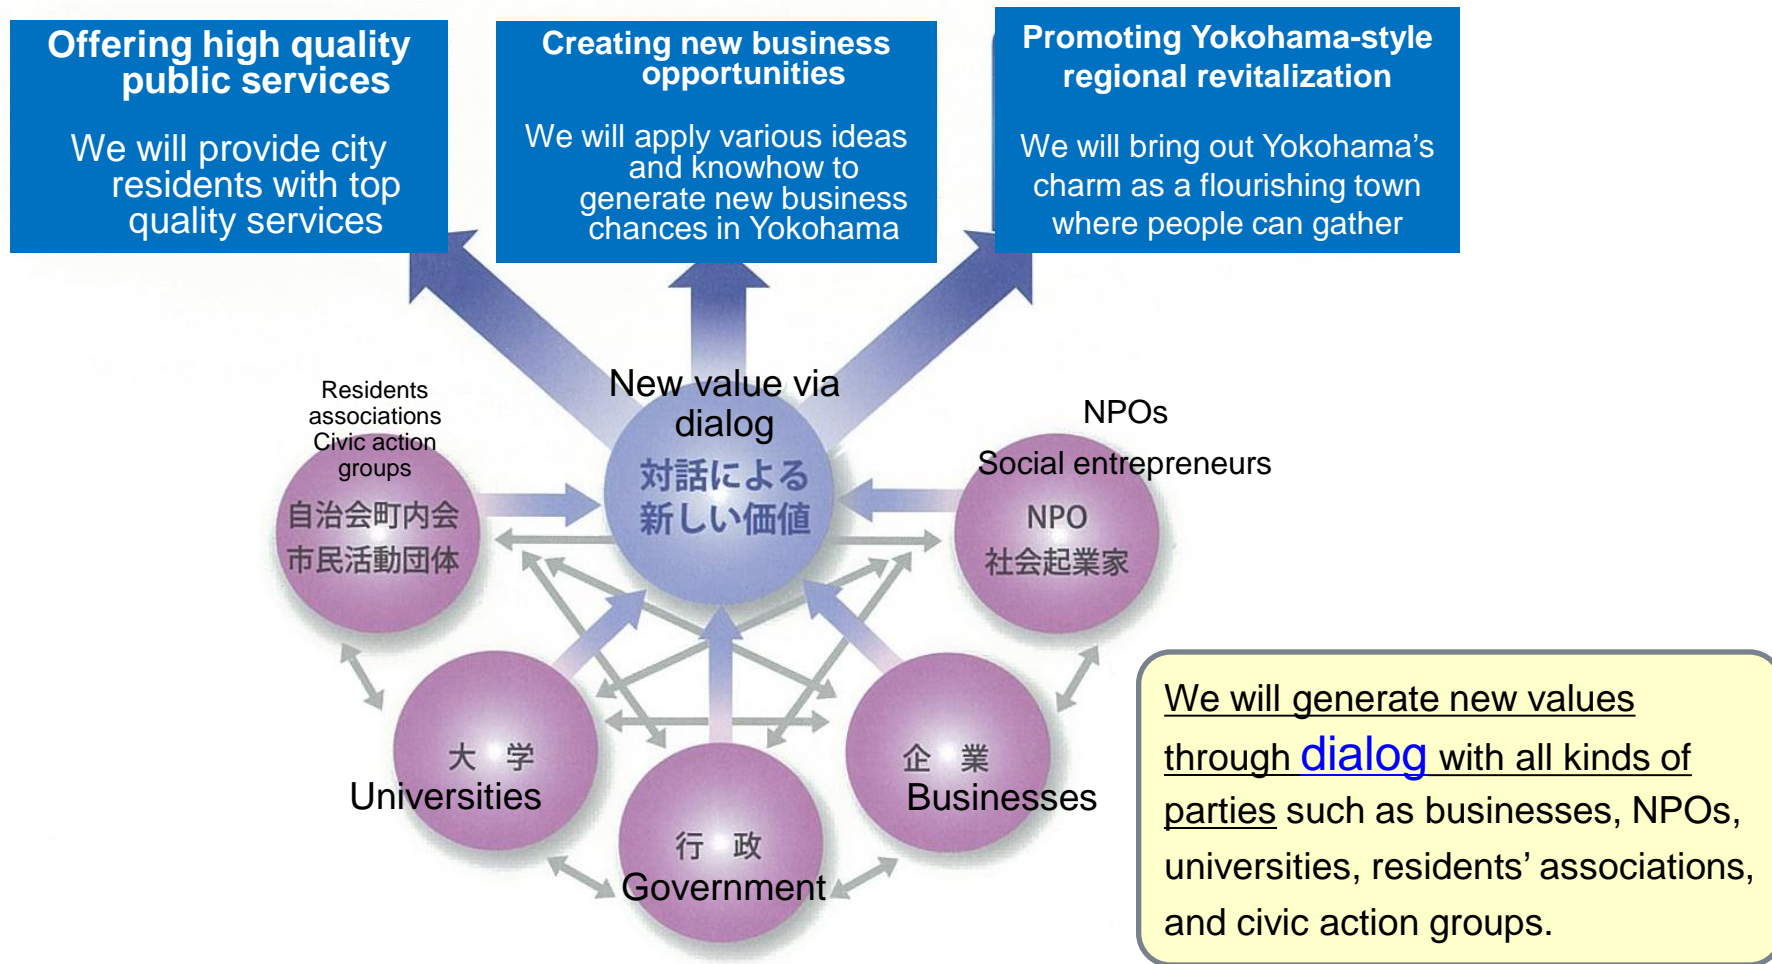 Offering high quality
public services
We will provide city
residents with top
quality services
Creating new business
opportunities
We will apply various ideas
and knowhow to
generate new business
chances in Yokohama
Promoting Yokohama-style
regional revitalization
We will bring out Yokohama’s
charm as a flourishing town
where people can gather
New value via
dialog
対話による
新しい価値
Residents
associations
Civic action
groups
自治会町内会
市民活動団体
NPOs
Social entrepreneurs
NPO
社会起業家
大 学
Universities
行 政
Government
企 業
Businesses
We will generate new values
through dialog with all kinds of
parties such as businesses, NPOs,
universities, residents’ associations,
and civic action groups.